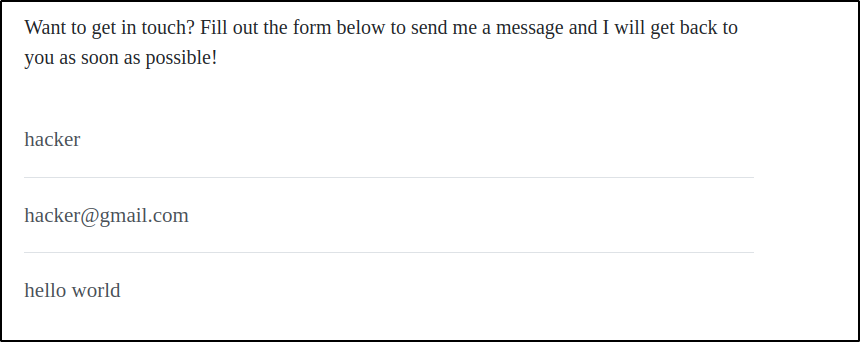 Want to get in touch? Fill out the form below to send me a message and I will get back to
you as soon as possible!
hacker
hacker@gmail.com
hello world